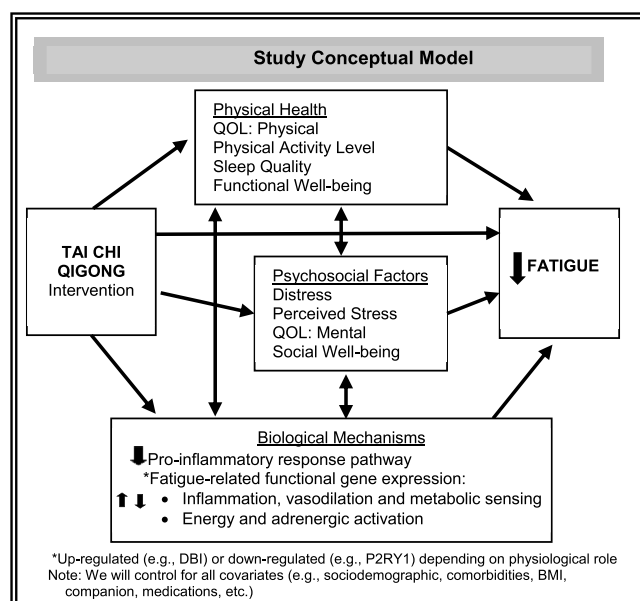 Study Conceptual Model
Physical Health
QOL: Physical
Physical Activity Level
Sleep Quality
Functional Well-being
TAI CHI
QIGONG
Intervention
FATIGUE
Psychosocial Factors
Distress
Perceived Stress
QOL: Mental
Social Well-being
Biological Mechanisms
Pro-inflammatory response pathway
*Fatigue-related functional gene expression:
• Inflammation, vasodilation and metabolic sensing
• Energy and adrenergic activation
*Up-regulated (e.g., DBI) or down-regulated (e.g., P2RY1) depending on physiological role
Note: We will control for all covariates (e.g., sociodemographic, comorbidities, BMI,
companion, medications, etc.)